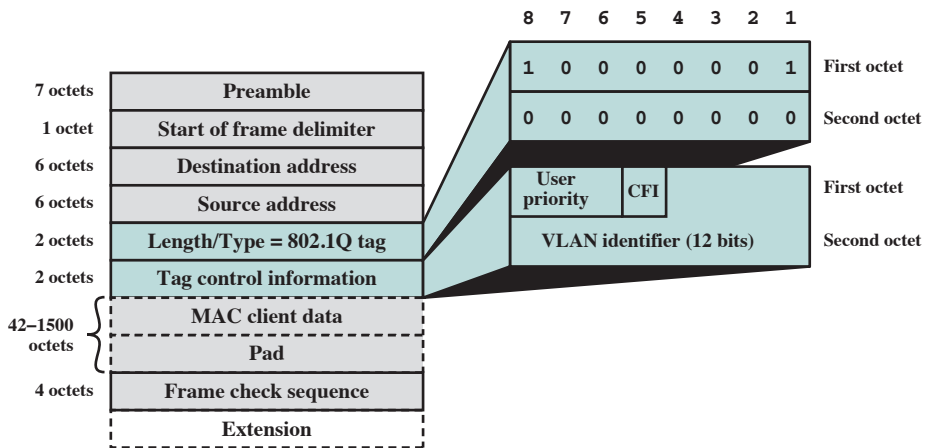 8 7 6 5 4 3 2 1
1 0 0 0 0 0 0 1 First octet
0 0 0 0 0 0 0 0 Second octet
User priority CFI First octet
VLAN identifier (12 bits) Second octet
7 octets Preamble
1 octet Start of frame delimiter
6 octets Destination address
6 octets Source address
2 octets Length/Type = 802.1Q tag
2 octets Tag control information
42–1500 octets
MAC client data
Pad
4 octets Frame check sequence
Extension